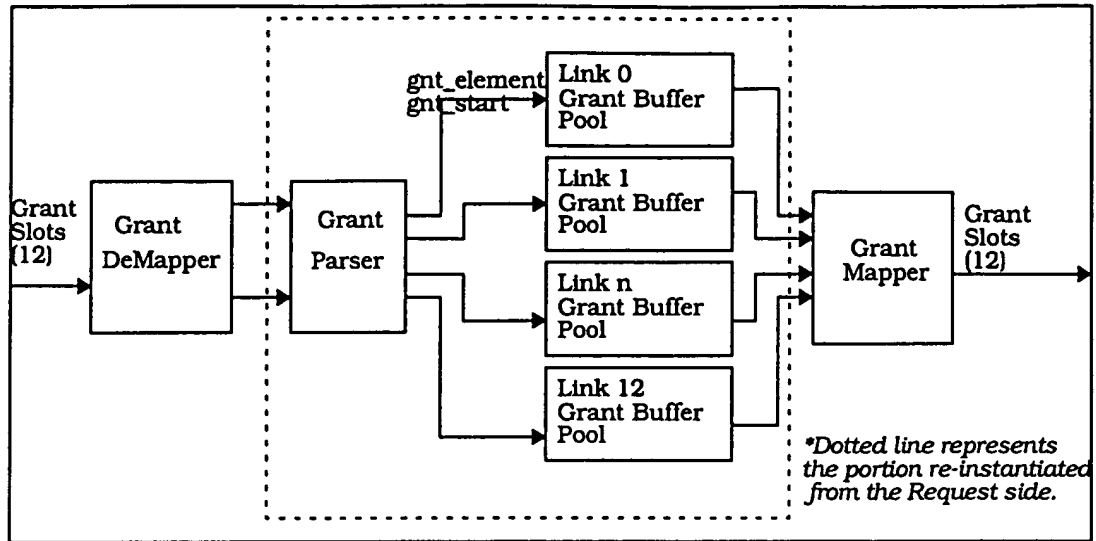 Grant
Slots
(12)
Grant
DeMapper
Grant
Parser
gnt_element
gnt_start
Link 0
Grant Buffer
Pool
Link 1
Grant Buffer
Pool
Link n
Grant Buffer
Pool
Link 12
Grant Buffer
Pool
Grant
Mapper
Grant
Slots
(12)
*Dotted line represents
the portion re-instantiated
from the Request side.